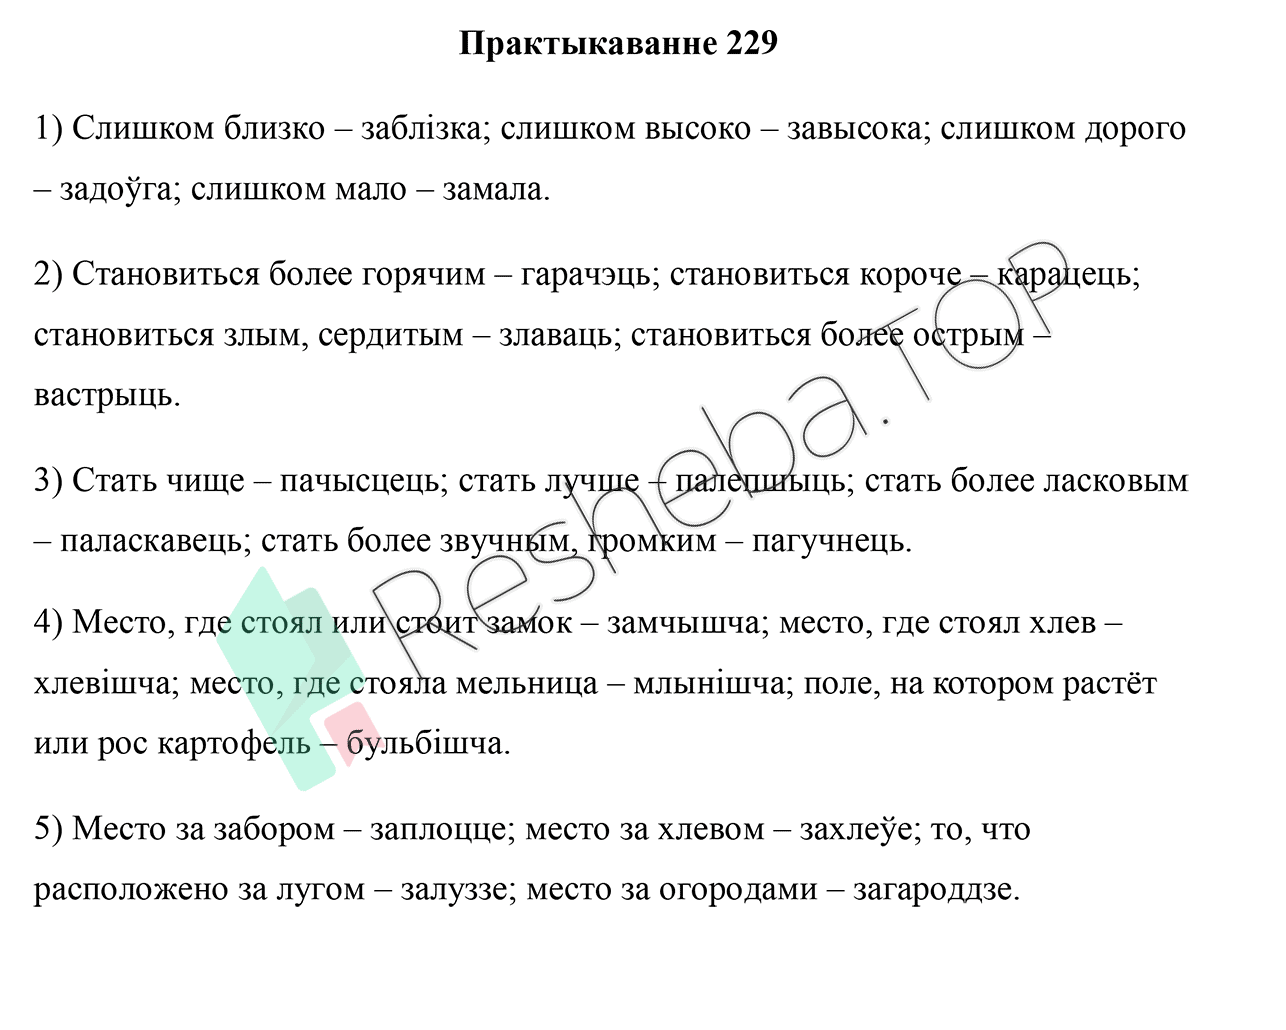 Практыкаванне 229
1) Слишком близко – заблізка; слишком высоко – завысока; слишком дорого
– задоўга; слишком мало – замала.
2) Становиться более горячим – гарачэць; становиться короче – карацець;
становиться злым, сердитым – злаваць; становиться более острым –
вастрыць.
3) Стать чище – пачысцець; стать лучше – палепшыць; стать более ласковым
– паласкавець; стать более звучным, громким – пагучнець.
4) Место, где стоял или стоит замок – замчышча; место, где стоял хлев –
хлевішча; место, где стояла мельница – млынішча; поле, на котором растёт
или рос картофель – бульбішча.
5) Место за забором – заплоцце; место за хлевом – захлеўе; то, что
расположено за лугом – залуззе; место за огородами – загароддзе.
Resheba.TOP